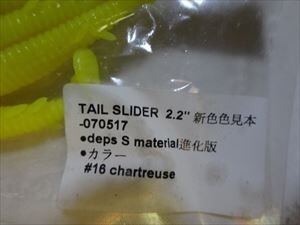 TAIL SLIDER 2.2" 新色色見本
-070517
●deps S material進化版
●カラー
#16 chartreuse